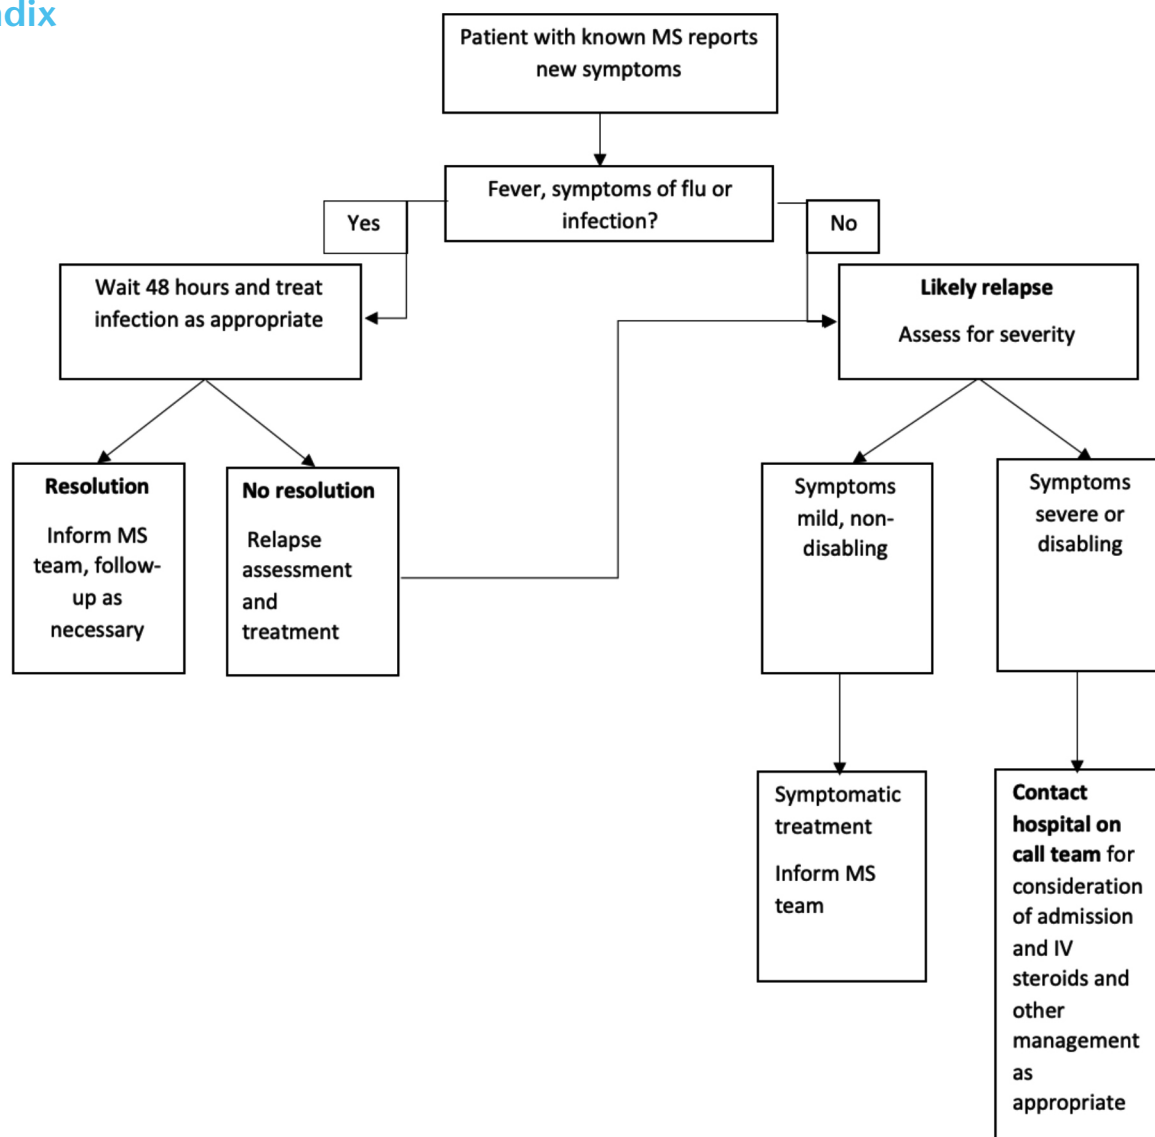 dix
Patient with known MS reports
new symptoms
Fever, symptoms of flu or
infection?
Yes
No
Wait 48 hours and treat
infection as appropriate
Likely relapse
Assess for severity
Resolution
Inform MS
team, follow-
up as
necessary
No resolution
Relapse
assessment
and
treatment
Symptoms
mild, non-
disabling
Symptoms
severe or
disabling
Symptomatic
treatment
Inform MS
team
Contact
hospital on
call team for
consideration
of admission
and IV
steroids and
other
management
as
appropriate